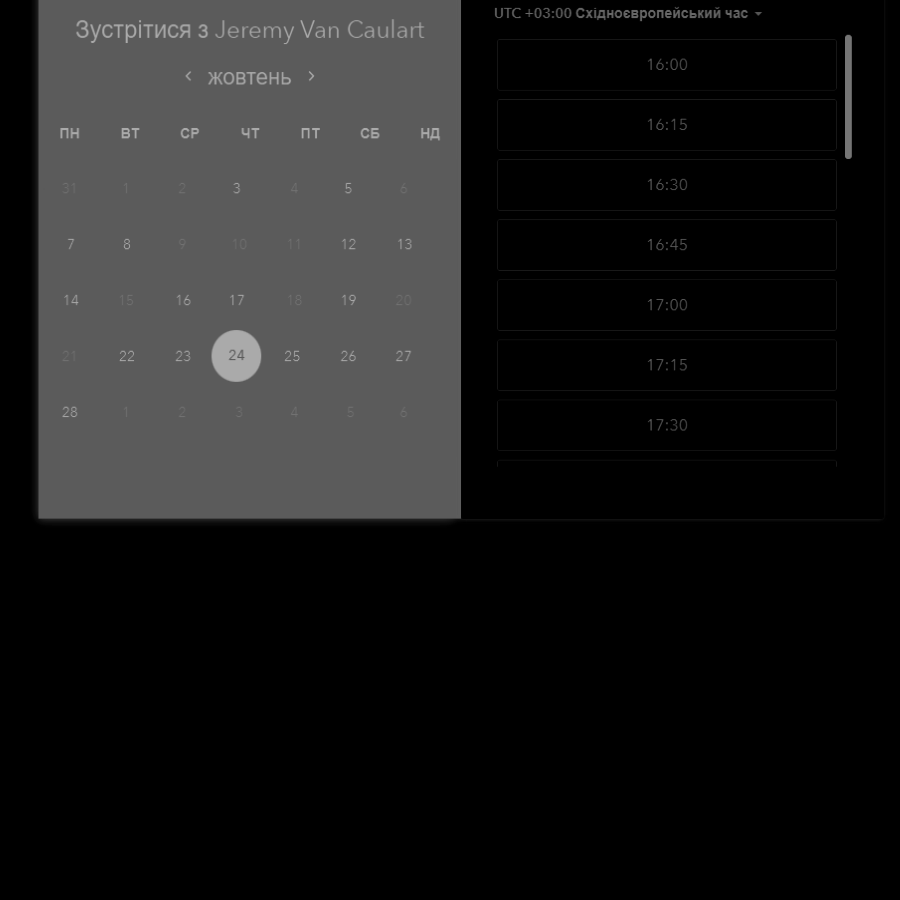 Зустрітися з Jeremy Van Caulart
жовтень
ПН ВТ СР ЧТ ПТ СБ НД
31 1 2 3 4 5 6
7 8 9 10 11 12 13
14 15 16 17 18 19 20
21 22 23 24 25 26 27
28 1 2 3 4 5 6
UTC +03:00 Східноєвропейський час
16:00
16:15
16:30
16:45
17:00
17:15
17:30